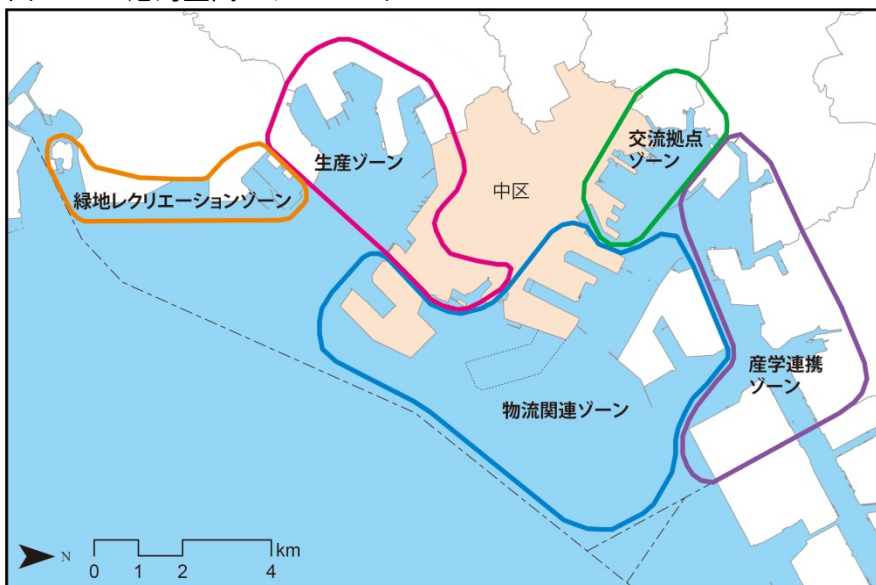 生産ゾーン
交流拠点
ゾーン
中区
緑地レクリエーションゾーン
産学連携
ゾーン
物流関連ゾーン
N
km
0 1 2 4